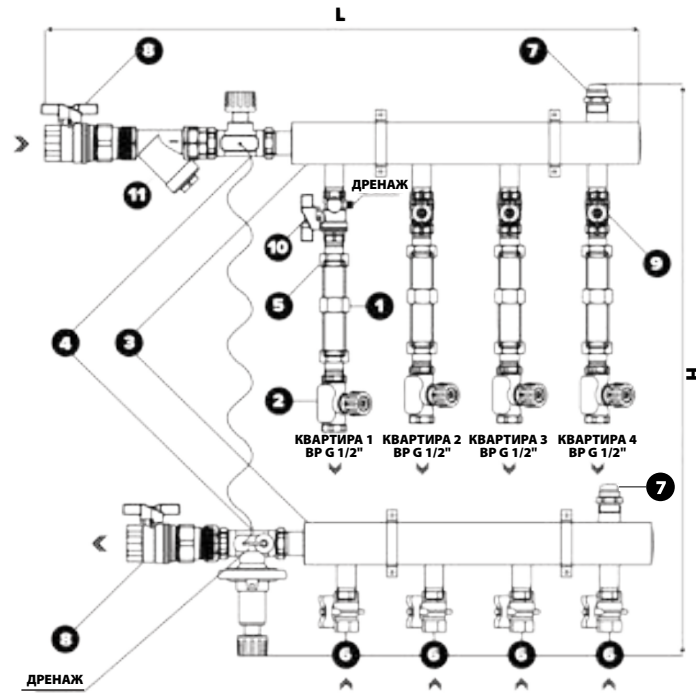 L
8
7
11
ДРЕНАЖ
10
9
5
1
4
3
H
2
КВАРТИРА 1
ВР G 1/2"
КВАРТИРА 2
ВР G 1/2"
КВАРТИРА 3
ВР G 1/2"
КВАРТИРА 4
ВР G 1/2"
7
8
6
6
6
6
ДРЕНАЖ